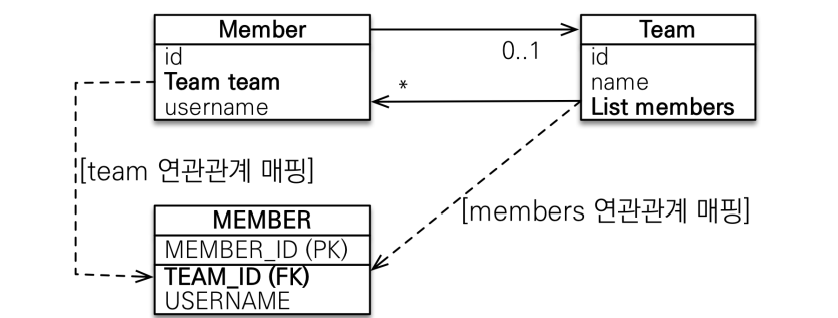 Member
id
Team team
username
0..1
*
Team
id
name
List members
[team 연관관계 매핑]
[members 연관관계 매핑]
MEMBER
MEMBER_ID (PK)
TEAM_ID (FK)
USERNAME